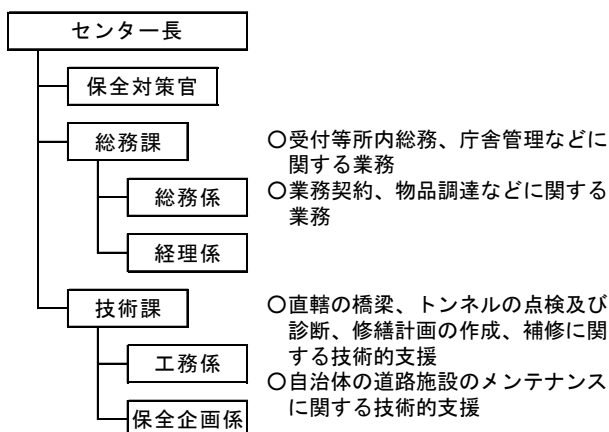 センター長
保全対策官
総務課
〇受付等所内総務、庁舎管理などに
関する業務
〇業務契約、物品調達などに関する
業務
総務係
経理係
技術課
〇直轄の橋梁、トンネルの点検及び
診断、修繕計画の作成、補修に関
する技術的支援
〇自治体の道路施設のメンテナンス
に関する技術的支援
工務係
保全企画係